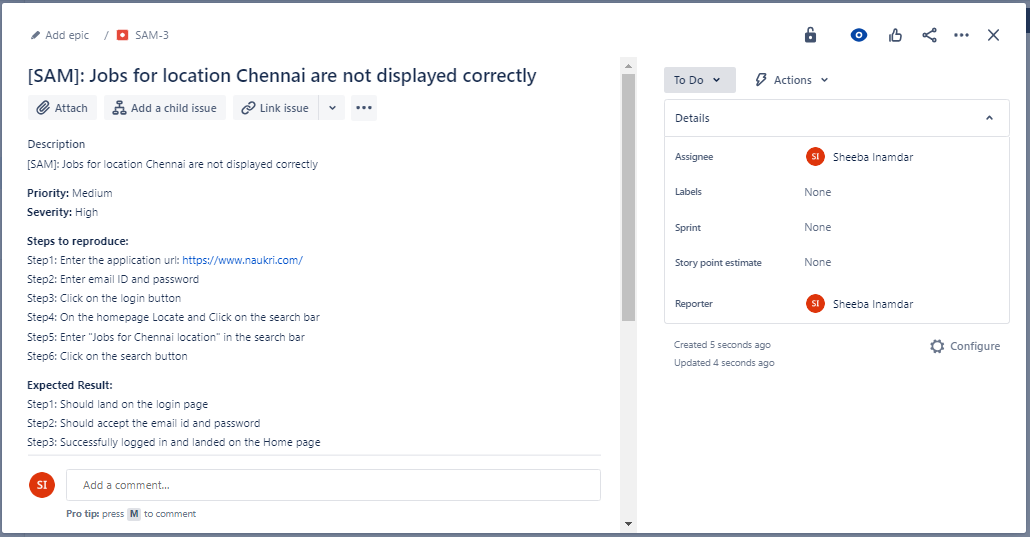 Add epic / SAM-3
[SAM]: Jobs for location Chennai are not displayed correctly
Attach Add a child issue Link issue
Description
[SAM]: Jobs for location Chennai are not displayed correctly
Priority: Medium
Severity: High
Steps to reproduce:
Step1: Enter the application url: https://www.naukri.com/
Step2: Enter email ID and password
Step3: Click on the login button
Step4: On the homepage Locate and Click on the search bar
Step5: Enter "Jobs for Chennai location" in the search bar
Step6: Click on the search button
Expected Result:
Step1: Should land on the login page
Step2: Should accept the email id and password
Step3: Successfully logged in and landed on the Home page
SI Add a comment...
Pro tip: press M to comment
To Do Actions
Details
Assignee SI Sheeba Inamdar
Labels None
Sprint None
Story point estimate None
Reporter SI Sheeba Inamdar
Created 5 seconds ago Configure
Updated 4 seconds ago